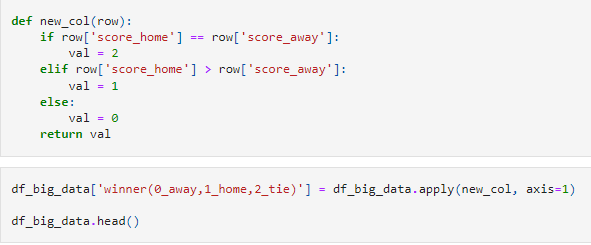 def new_col(row):
    if row['score_home'] == row['score_away']:
        val = 2
    elif row['score_home'] > row['score_away']:
        val = 1
    else:
        val = 0
    return val
df_big_data['winner(0_away,1_home,2_tie)'] = df_big_data.apply(new_col, axis=1)
df_big_data.head()